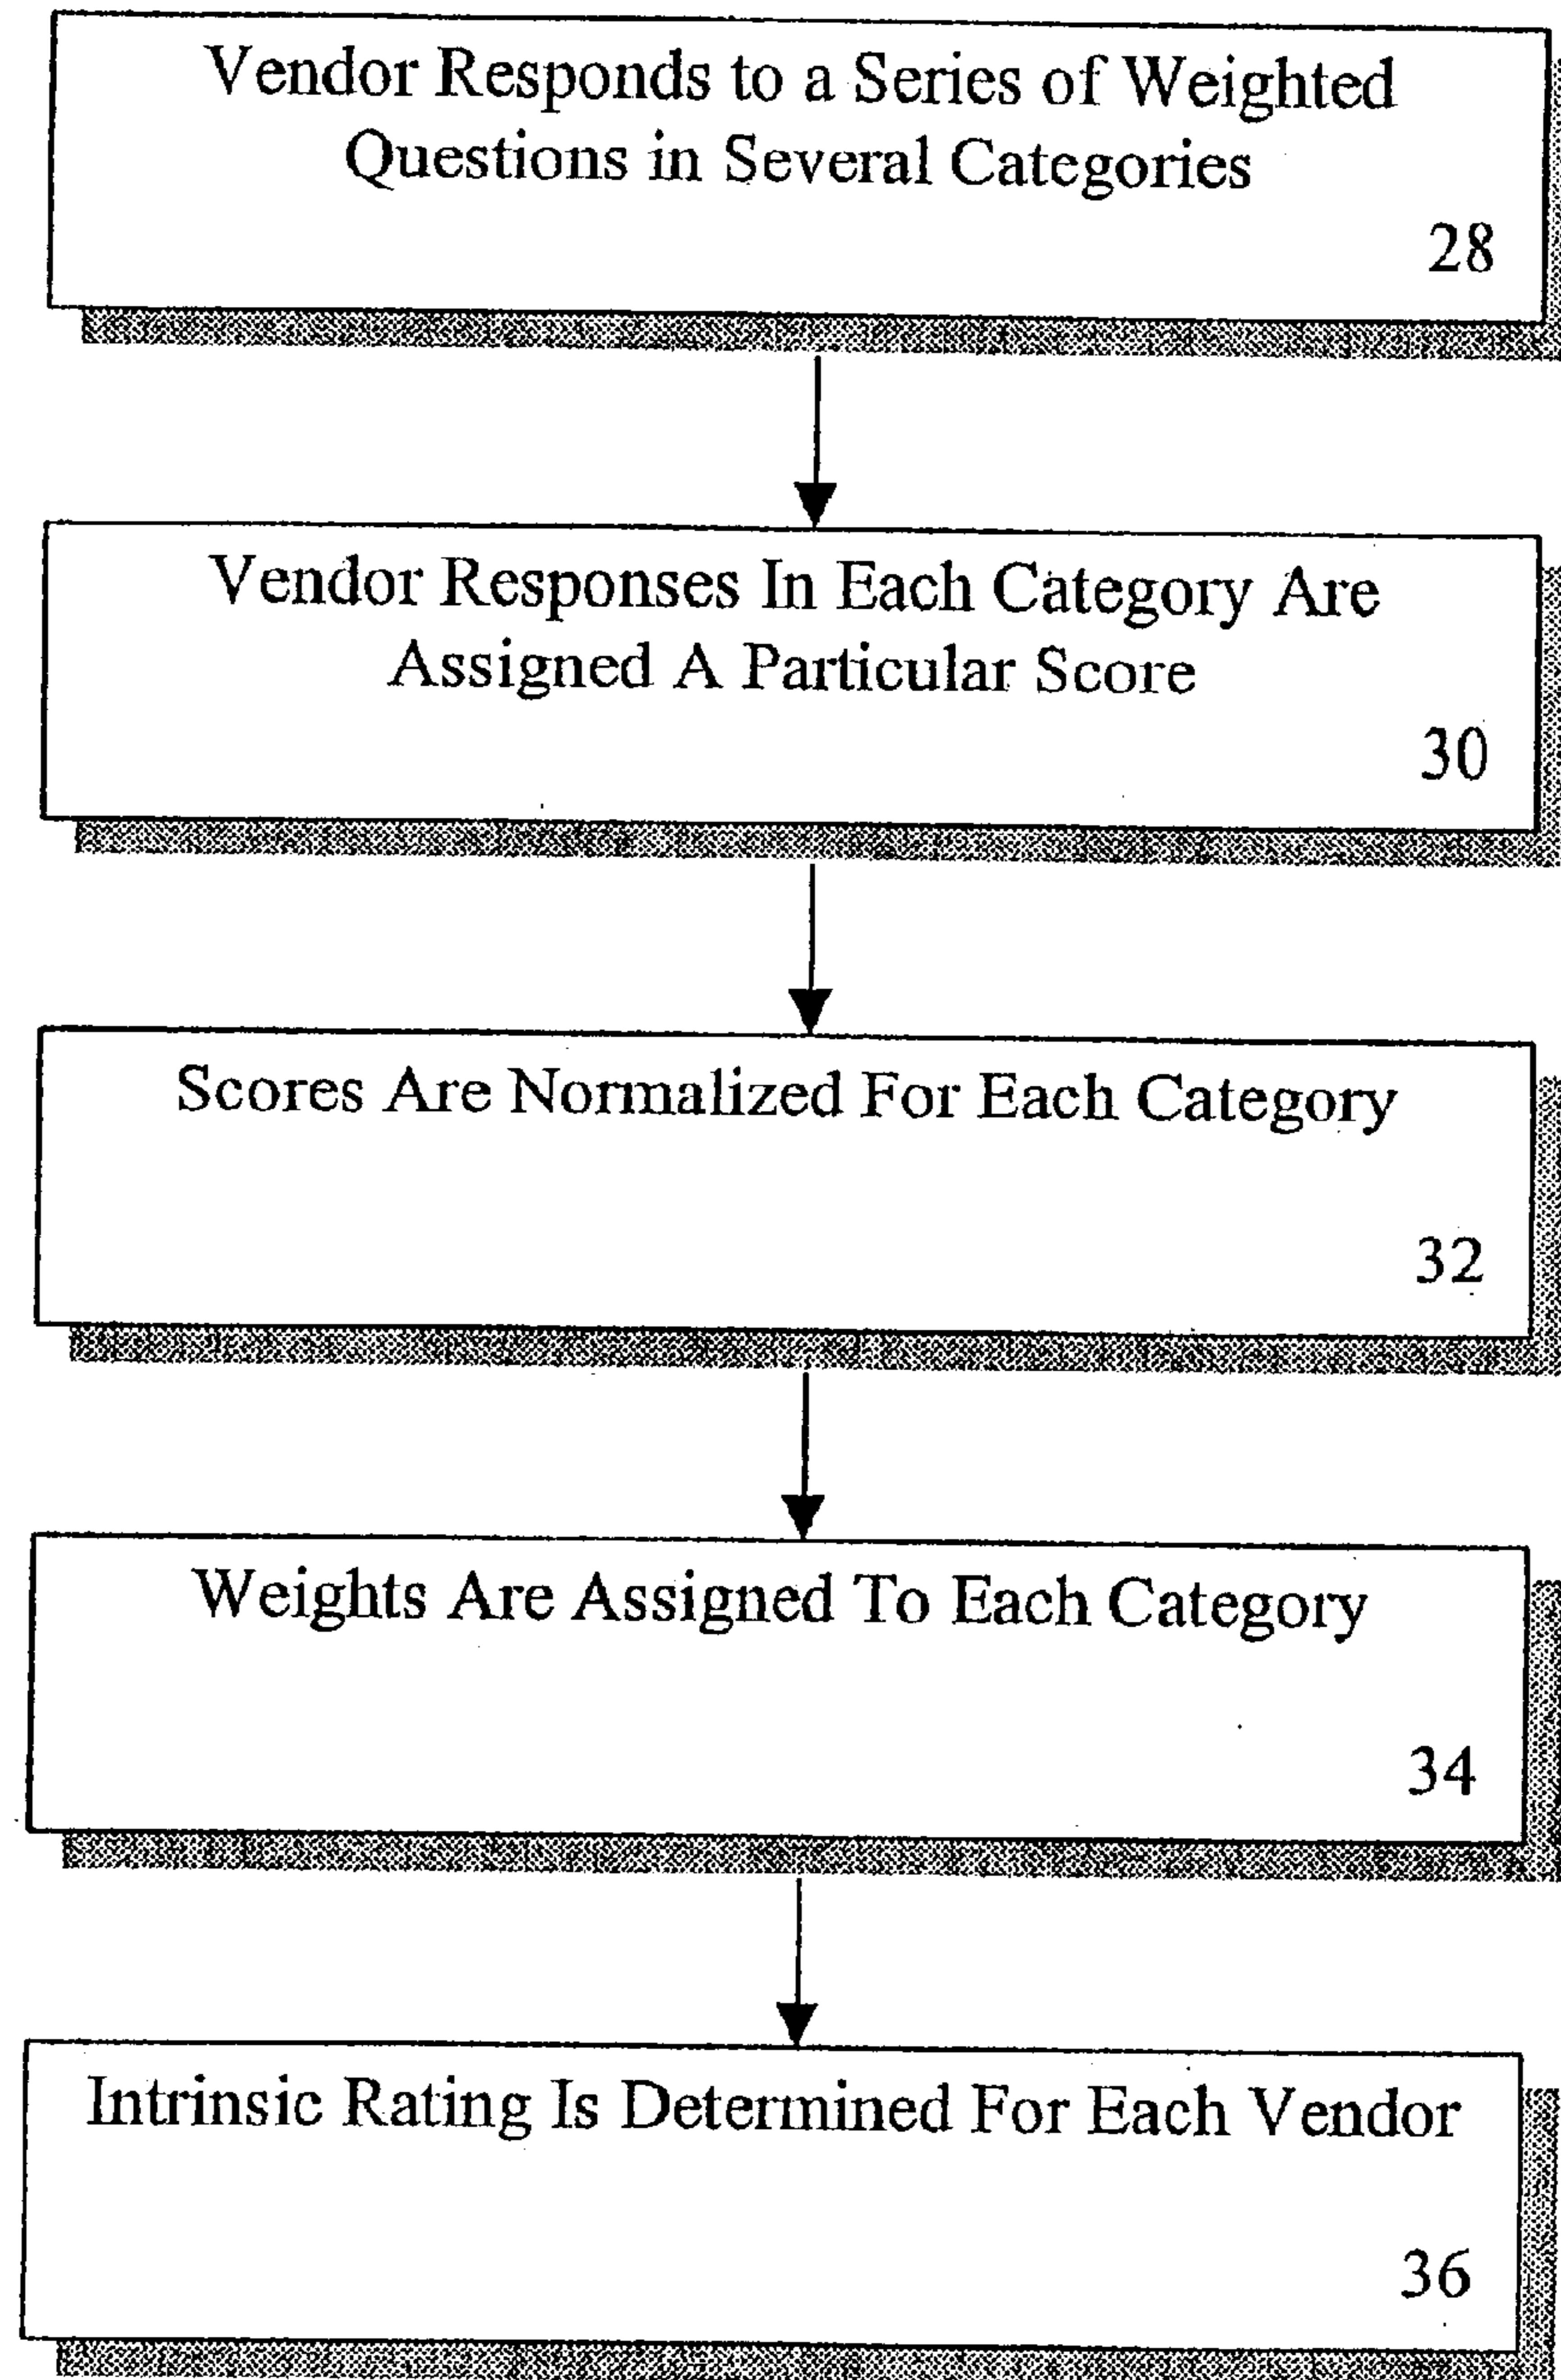 Vendor Responds to a Series of Weighted
Questions in Several Categories
28
Vendor Responses In Each Category Are
Assigned A Particular Score
30
Scores Are Normalized For Each Category
32
Weights Are Assigned To Each Category
34
Intrinsic Rating Is Determined For Each Vendor
36